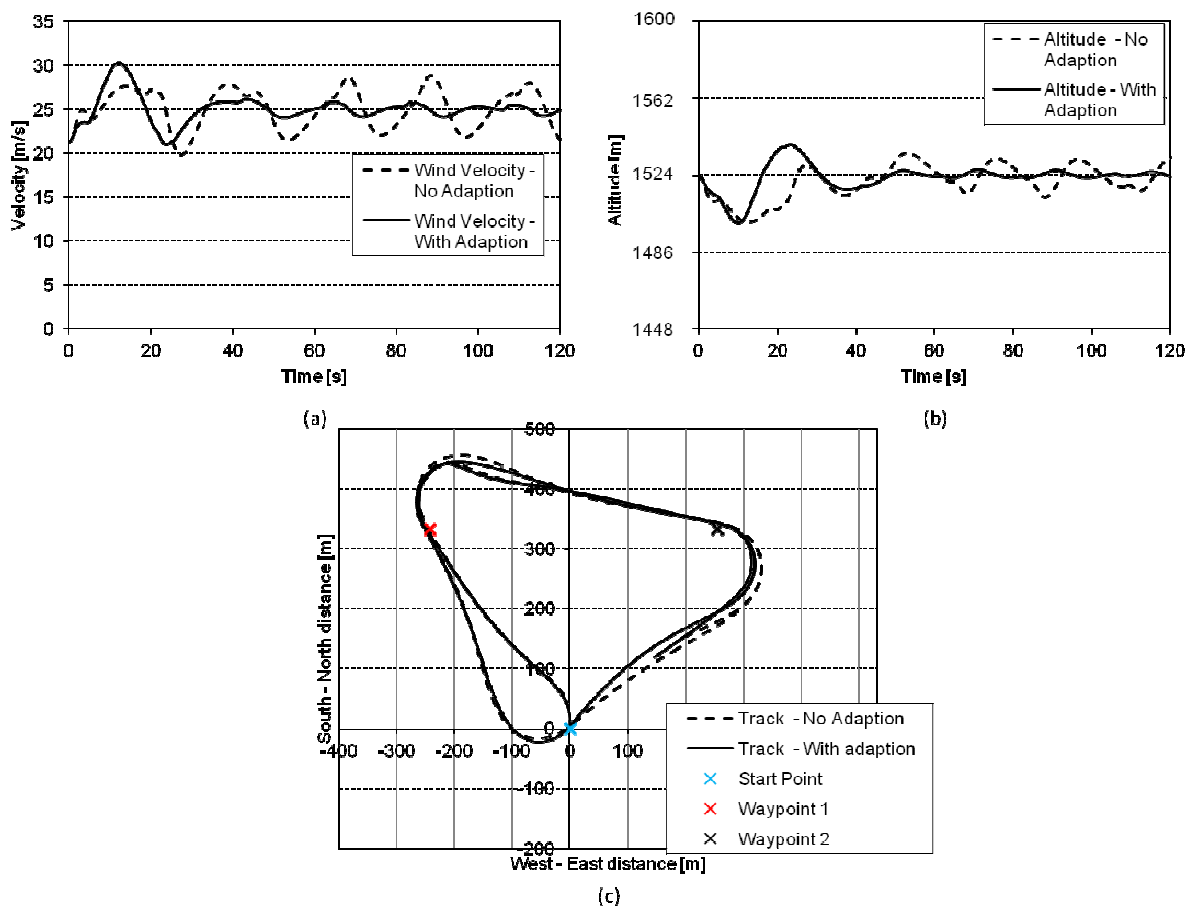 35
30
25
20
15
10
5
0
Velocity [m/s]
Wind Velocity -
No Adaption
Wind Velocity -
With Adaption
0 20 40 60 80 100 120
Time [s]
(a)
1600
1562
1524
1486
1448
Altitude [m]
Altitude - No
Adaption
Altitude - With
Adaption
0 20 40 60 80 100 120
Time [s]
(b)
500
400
300
200
100
0
-100
-200
South - North distance [m]
-400 -300 -200 -100 0 100
West - East distance [m]
Track - No Adaption
Track - With adaption
Start Point
Waypoint 1
Waypoint 2
(c)